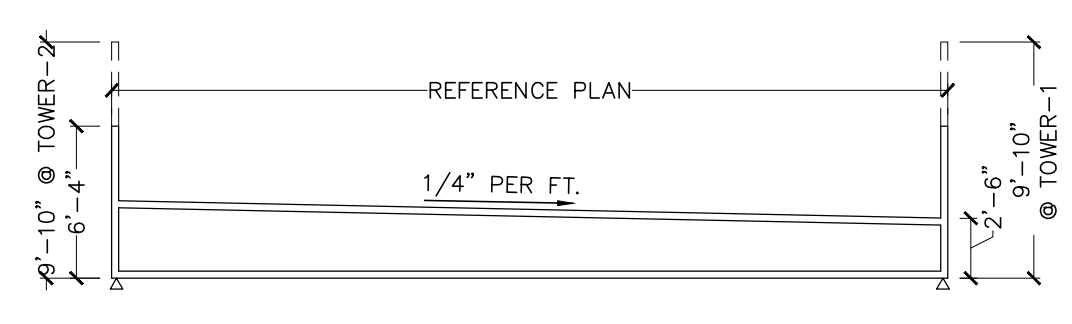 REFERENCE PLAN
9'-10" @ TOWER-2
6'-4"
1/4" PER FT.
2'-6"
9'-10"
@ TOWER-1